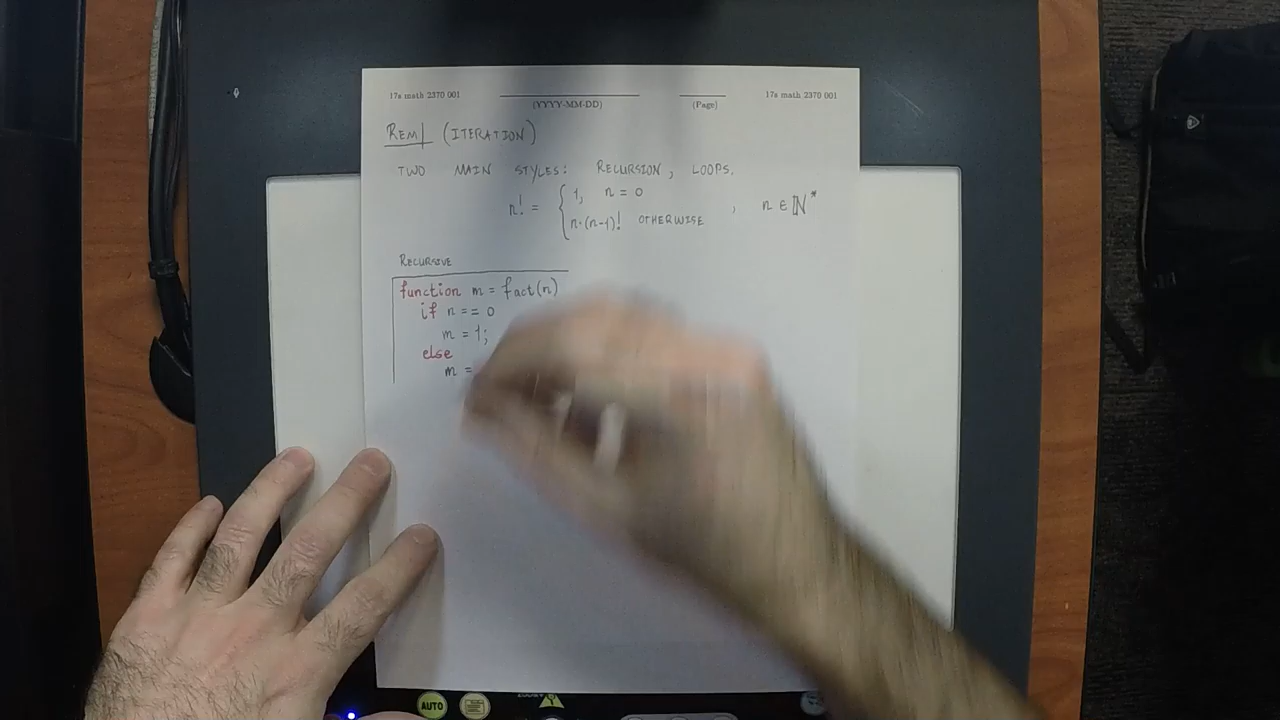 17s math 2370 001 (YYYY-MM-DD) (Page) 17s math 2370 001
REM (ITERATION)
TWO MAIN STYLES: RECURSION, LOOPS.
n! = { 1, n = 0
n·(n-1)! OTHERWISE , n ∈ ℕ*
RECURSIVE
function m = fact(n)
if n == 0
m = 1;
else
m =
AUTO